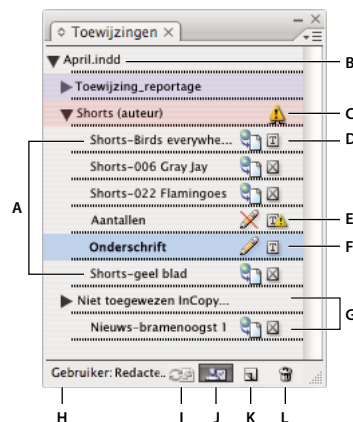 Toewijzingen
April.indd
B
Toewijzing_reportage
Shorts (auteur)
C
Shorts-Birds everywhe...
D
Shorts-006 Gray Jay
Shorts-022 Flamingoes
A
Aantallen
E
Onderschrift
F
Shorts-geel blad
Niet toegewezen InCopy...
G
Nieuws-bramenoogst 1
Gebruiker: Redacte..
H I J K L